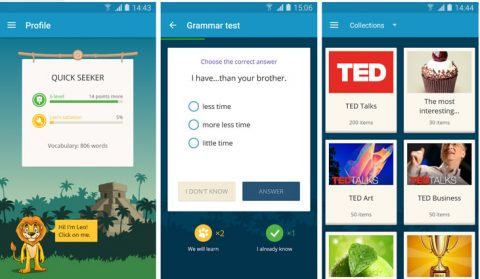 14:43
Profile
QUICK SEEKER
6 level 14 points more
Leo's satiation 5%
Vocabulary: 806 words
Hi! I'm Leo!
Click on me.
15:06
Grammar test
Choose the correct answer
I have...than your brother.
less time
more less time
little time
I DON'T KNOW
ANSWER
×2
×1
We will learn
I already know
14:44
Collections
TED
TED Talks
200 items
The most
interesting...
30 items
TEDTALKS
TED Art
50 items
TEDTALKS
TED Business
50 items